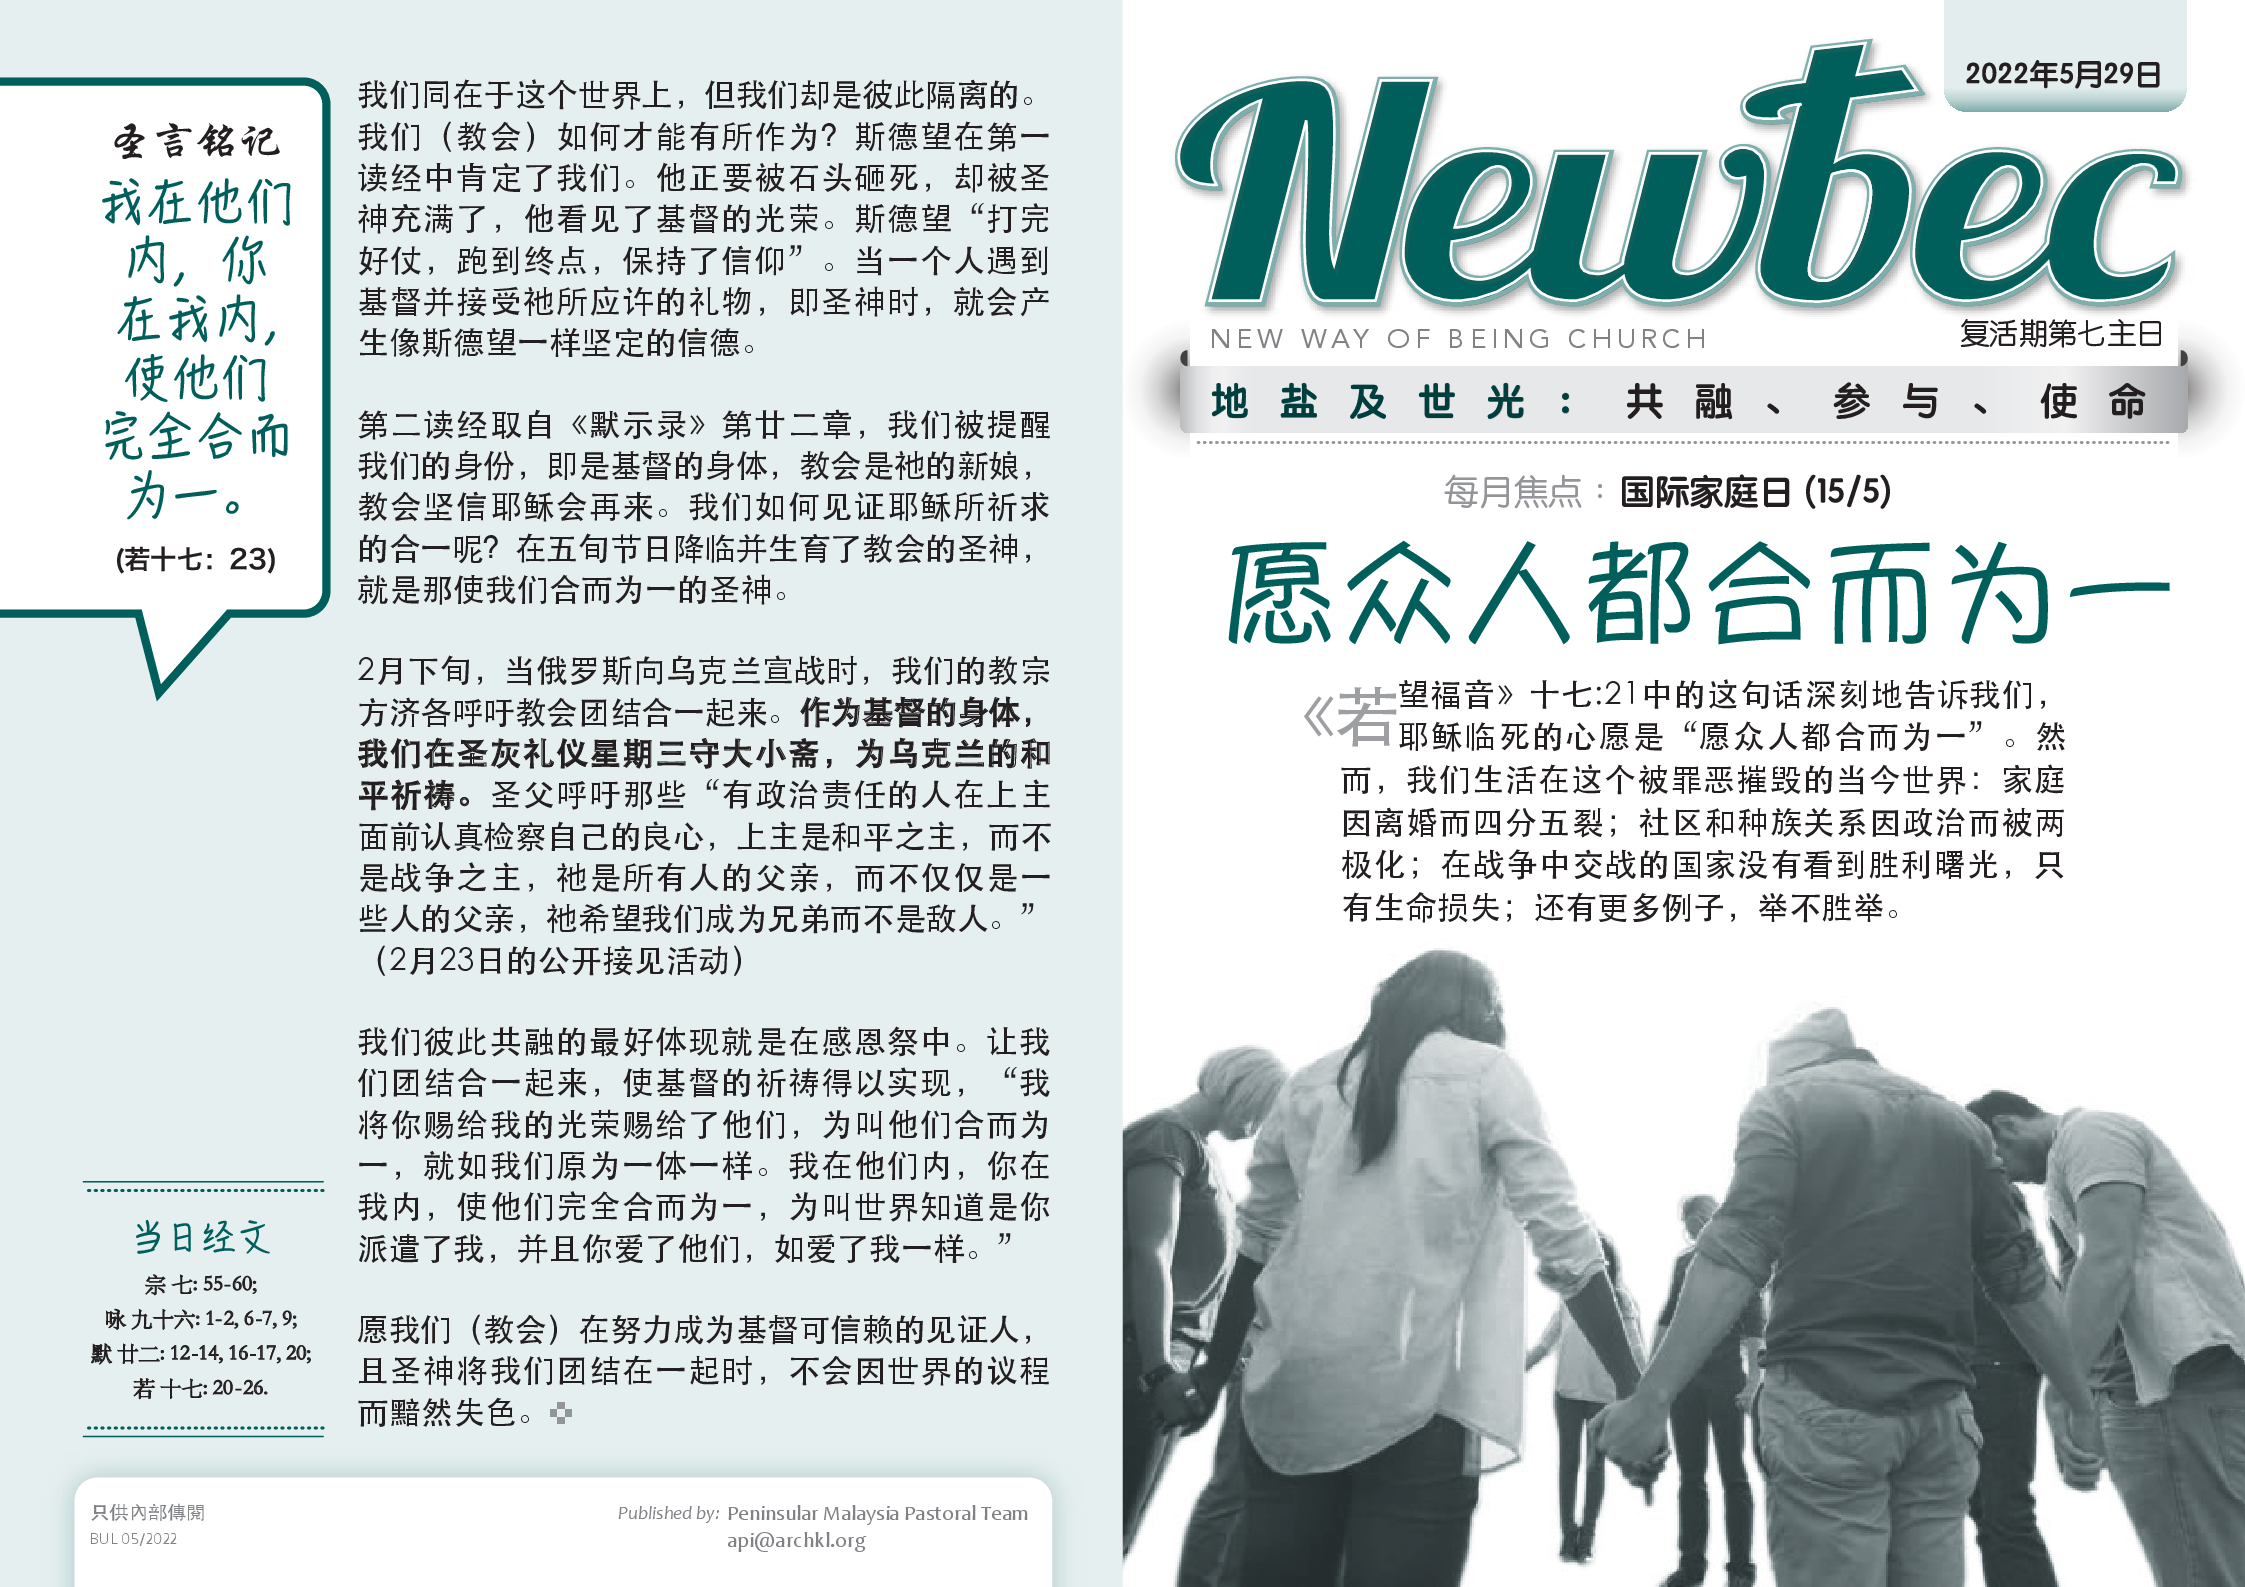 圣言铭记
我在他们
内，你
在我内，
使他们
完全合而
为一。
(若十七：23)
当日经文
宗 七: 55-60;
咏 九十六: 1-2, 6-7, 9;
默 廿二: 12-14, 16-17, 20;
若 十七: 20-26.
我们同在于这个世界上，但我们却是彼此隔离的。
我们（教会）如何才能有所作为？斯德望在第一
读经中肯定了我们。他正要被石头砸死，却被圣
神充满了，他看见了基督的光荣。斯德望“打完
好仗，跑到终点，保持了信仰”。当一个人遇到
基督并接受祂所应许的礼物，即圣神时，就会产
生像斯德望一样坚定的信德。
第二读经取自《默示录》第廿二章，我们被提醒
我们的身份，即是基督的身体，教会是祂的新娘，
教会坚信耶稣会再来。我们如何见证耶稣所祈求
的合一呢？在五旬节日降临并生育了教会的圣神，
就是那使我们合而为一的圣神。
2月下旬，当俄罗斯向乌克兰宣战时，我们的教宗
方济各呼吁教会团结合一起来。作为基督的身体，
我们在圣灰礼仪星期三守大小斋，为乌克兰的和
平祈祷。圣父呼吁那些“有政治责任的人在上主
面前认真检察自己的良心，上主是和平之主，而不
是战争之主，祂是所有人的父亲，而不仅仅是一
些人的父亲，祂希望我们成为兄弟而不是敌人。”
（2月23日的公开接见活动）
我们彼此共融的最好体现就是在感恩祭中。让我
们团结合一起来，使基督的祈祷得以实现，“我
将你赐给我的光荣赐给了他们，为叫他们合而为
一，就如我们原为一体一样。我在他们内，你在
我内，使他们完全合而为一，为叫世界知道是你
派遣了我，并且你爱了他们，如爱了我一样。”
愿我们（教会）在努力成为基督可信赖的见证人，
且圣神将我们团结在一起时，不会因世界的议程
而黯然失色。
只供內部傳閱
BUL 05/2022
Published by: Peninsular Malaysia Pastoral Team
api@archkl.org
2022年5月29日
Newbec
NEW WAY OF BEING CHURCH
复活期第七主日
地盐及世光：共融、参与、使命
每月焦点：国际家庭日 (15/5)
愿众人都合而为一
《若望福音》十七:21中的这句话深刻地告诉我们，
耶稣临死的心愿是“愿众人都合而为一”。然
而，我们生活在这个被罪恶摧毁的当今世界：家庭
因离婚而四分五裂；社区和种族关系因政治而被两
极化；在战争中交战的国家没有看到胜利曙光，只
有生命损失；还有更多例子，举不胜举。